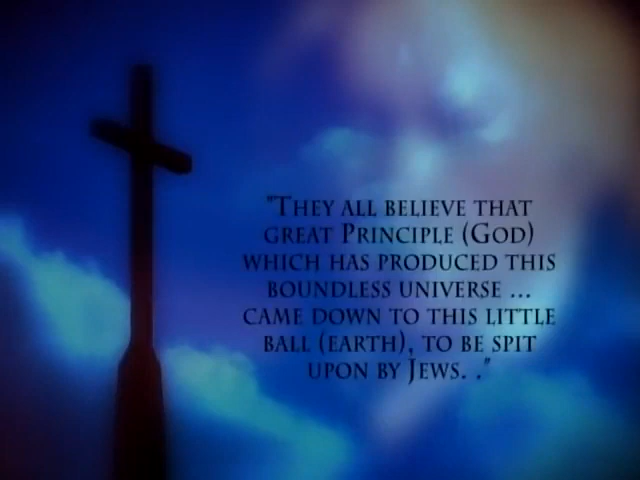 "They all believe that
great Principle (God)
which has produced this
boundless universe ...
came down to this little
ball (earth), to be spit
upon by Jews. ."